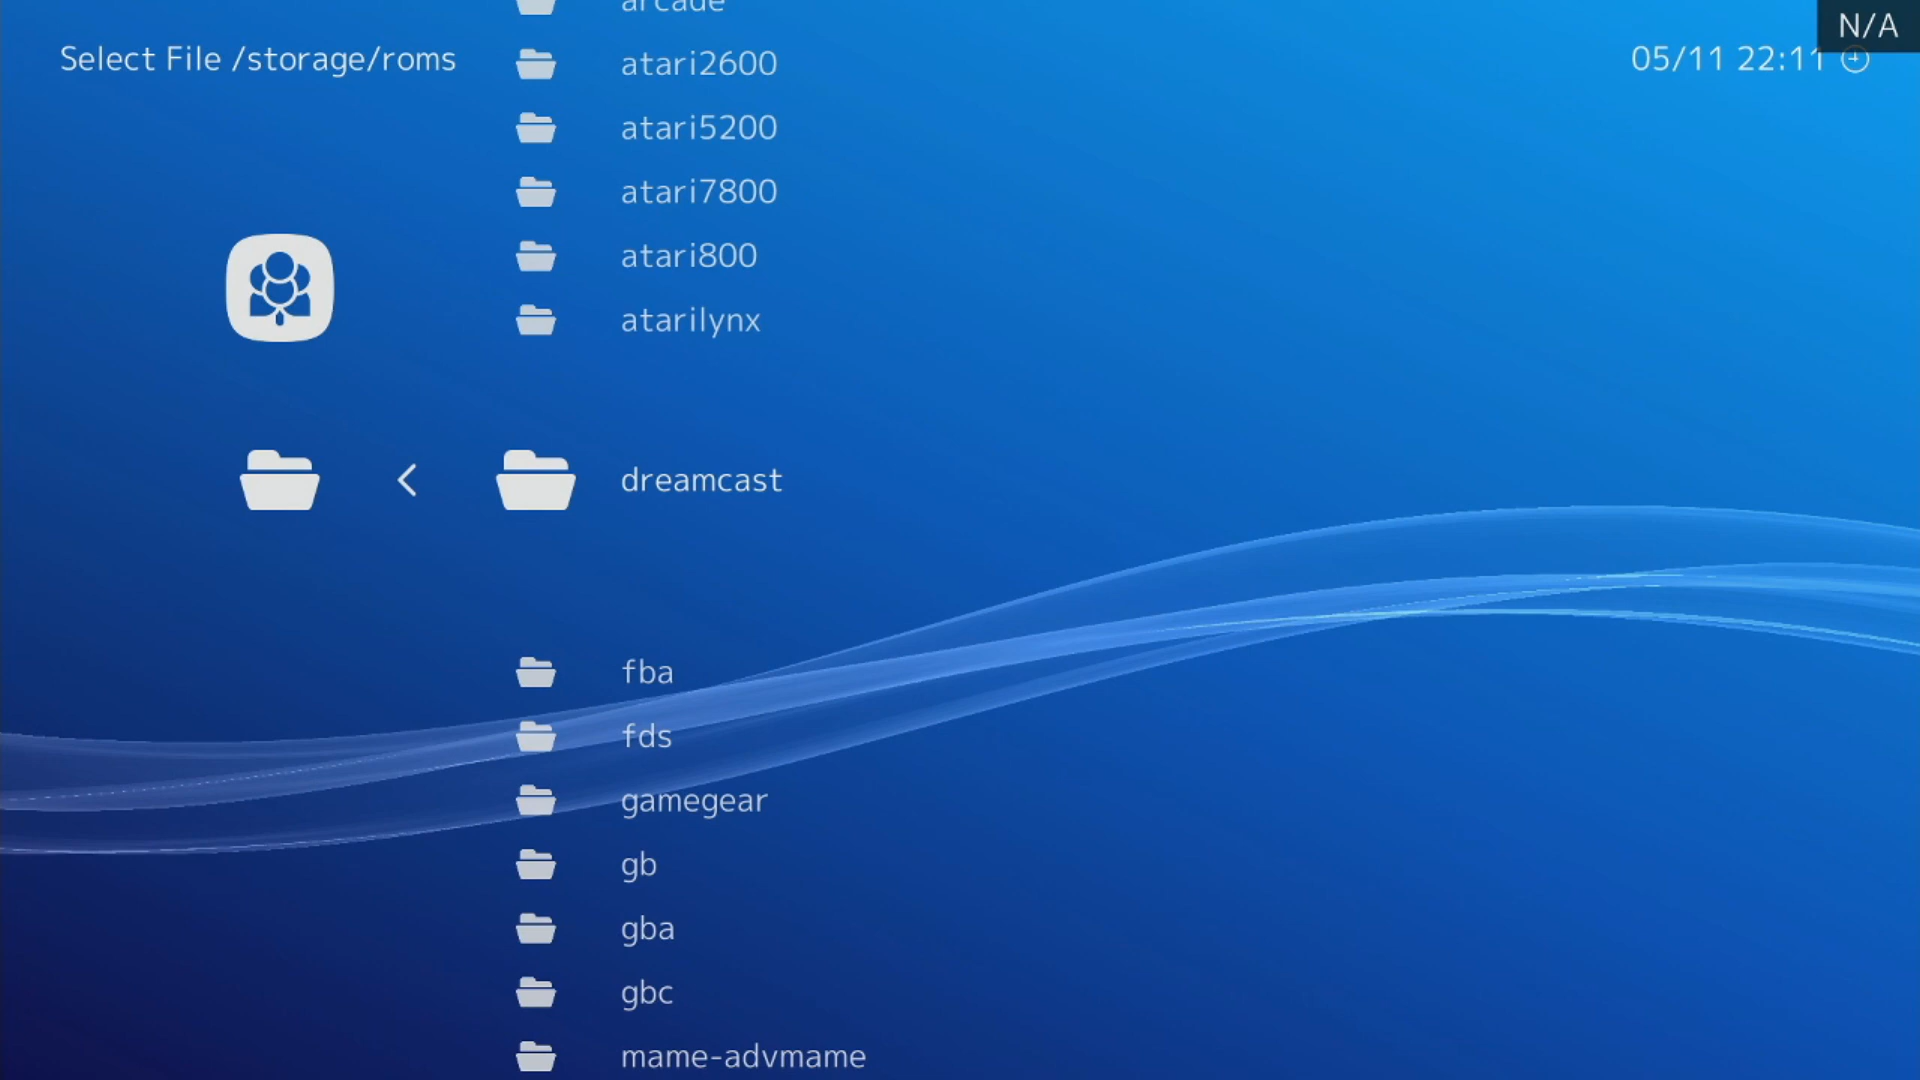 arcade
N/A
Select File /storage/roms
05/11 22:11
atari2600
atari5200
atari7800
atari800
atarilynx
dreamcast
fba
fds
gamegear
gb
gba
gbc
mame-advmame